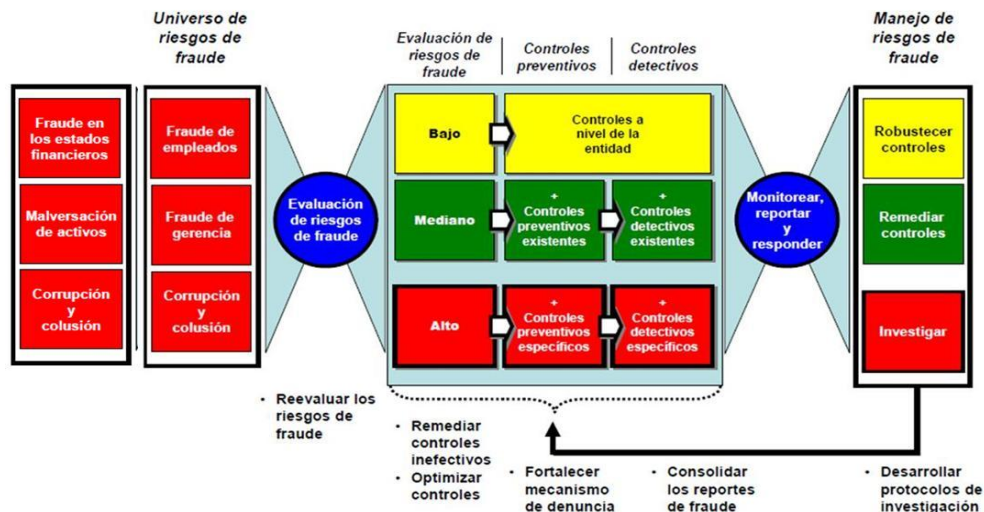 Universo de
riesgos de
fraude
Evaluación de
riesgos de
fraude
Controles
preventivos
Controles
detectivos
Manejo de
riesgos de
fraude
Fraude en
los estados
financieros
Malversación
de activos
Corrupción
y
colusión
Fraude de
empleados
Fraude de
gerencia
Corrupción
y
colusión
Evaluación
de riesgos
de fraude
Bajo
Controles a
nivel de la
entidad
Mediano
+
Controles
preventivos
existentes
+
Controles
detectivos
existentes
Alto
+
Controles
preventivos
específicos
+
Controles
detectivos
específicos
Monitorear,
reportar
y
responder
Robustecer
controles
Remediar
controles
Investigar
• Reevaluar los
riesgos de
fraude
• Remediar
controles
inefectivos
• Optimizar
controles
• Fortalecer
mecanismo
de denuncia
• Consolidar
los reportes
de fraude
• Desarrollar
protocolos de
investigación